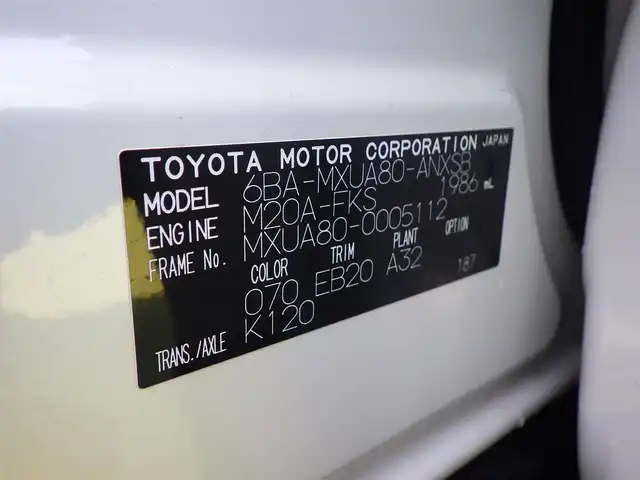 TOYOTA MOTOR CORPORATION JAPAN
MODEL 6BA-MXUA80-ANXSB
ENGINE M20A-FKS 1986 mL
FRAME No. MXUA80-0005112
COLOR TRIM PLANT
070 EB20 A32 187
TRANS./AXLE K120